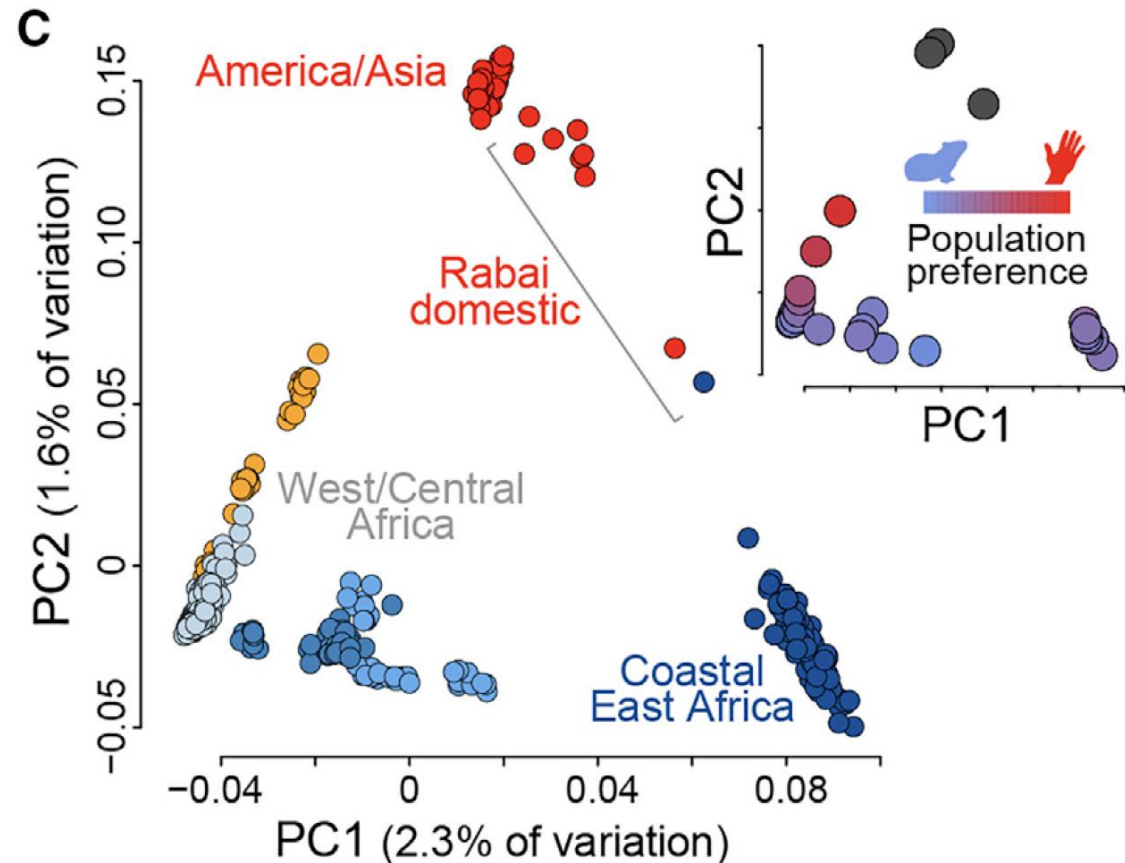 C
America/Asia
Rabai
domestic
West/Central
Africa
Coastal
East Africa
PC2 (1.6% of variation)
0.15
0.10
0.05
0
−0.05
−0.04
0
0.04
0.08
PC1 (2.3% of variation)
PC2
Population
preference
PC1